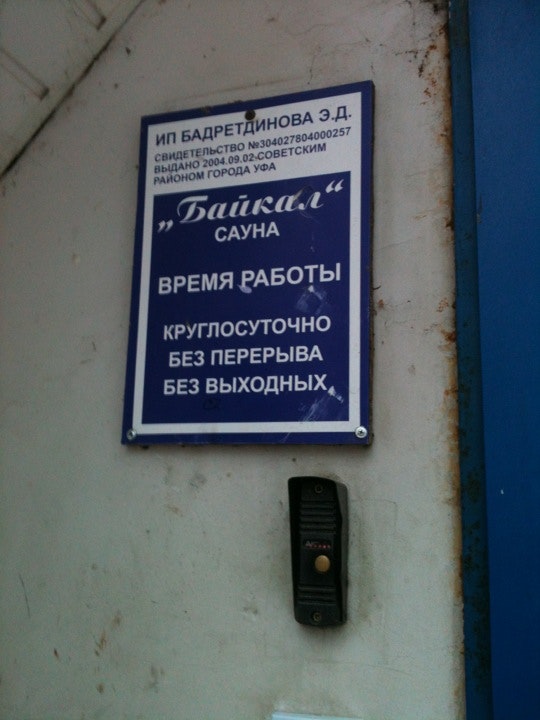 ИП БАДРЕТДИНОВА Э.Д.
СВИДЕТЕЛЬСТВО №304027804000257
ВЫДАНО 2004.09.02-СОВЕТСКИМ
РАЙОНОМ ГОРОДА УФА
„Байкал“
САУНА
ВРЕМЯ РАБОТЫ
КРУГЛОСУТОЧНО
БЕЗ ПЕРЕРЫВА
БЕЗ ВЫХОДНЫХ